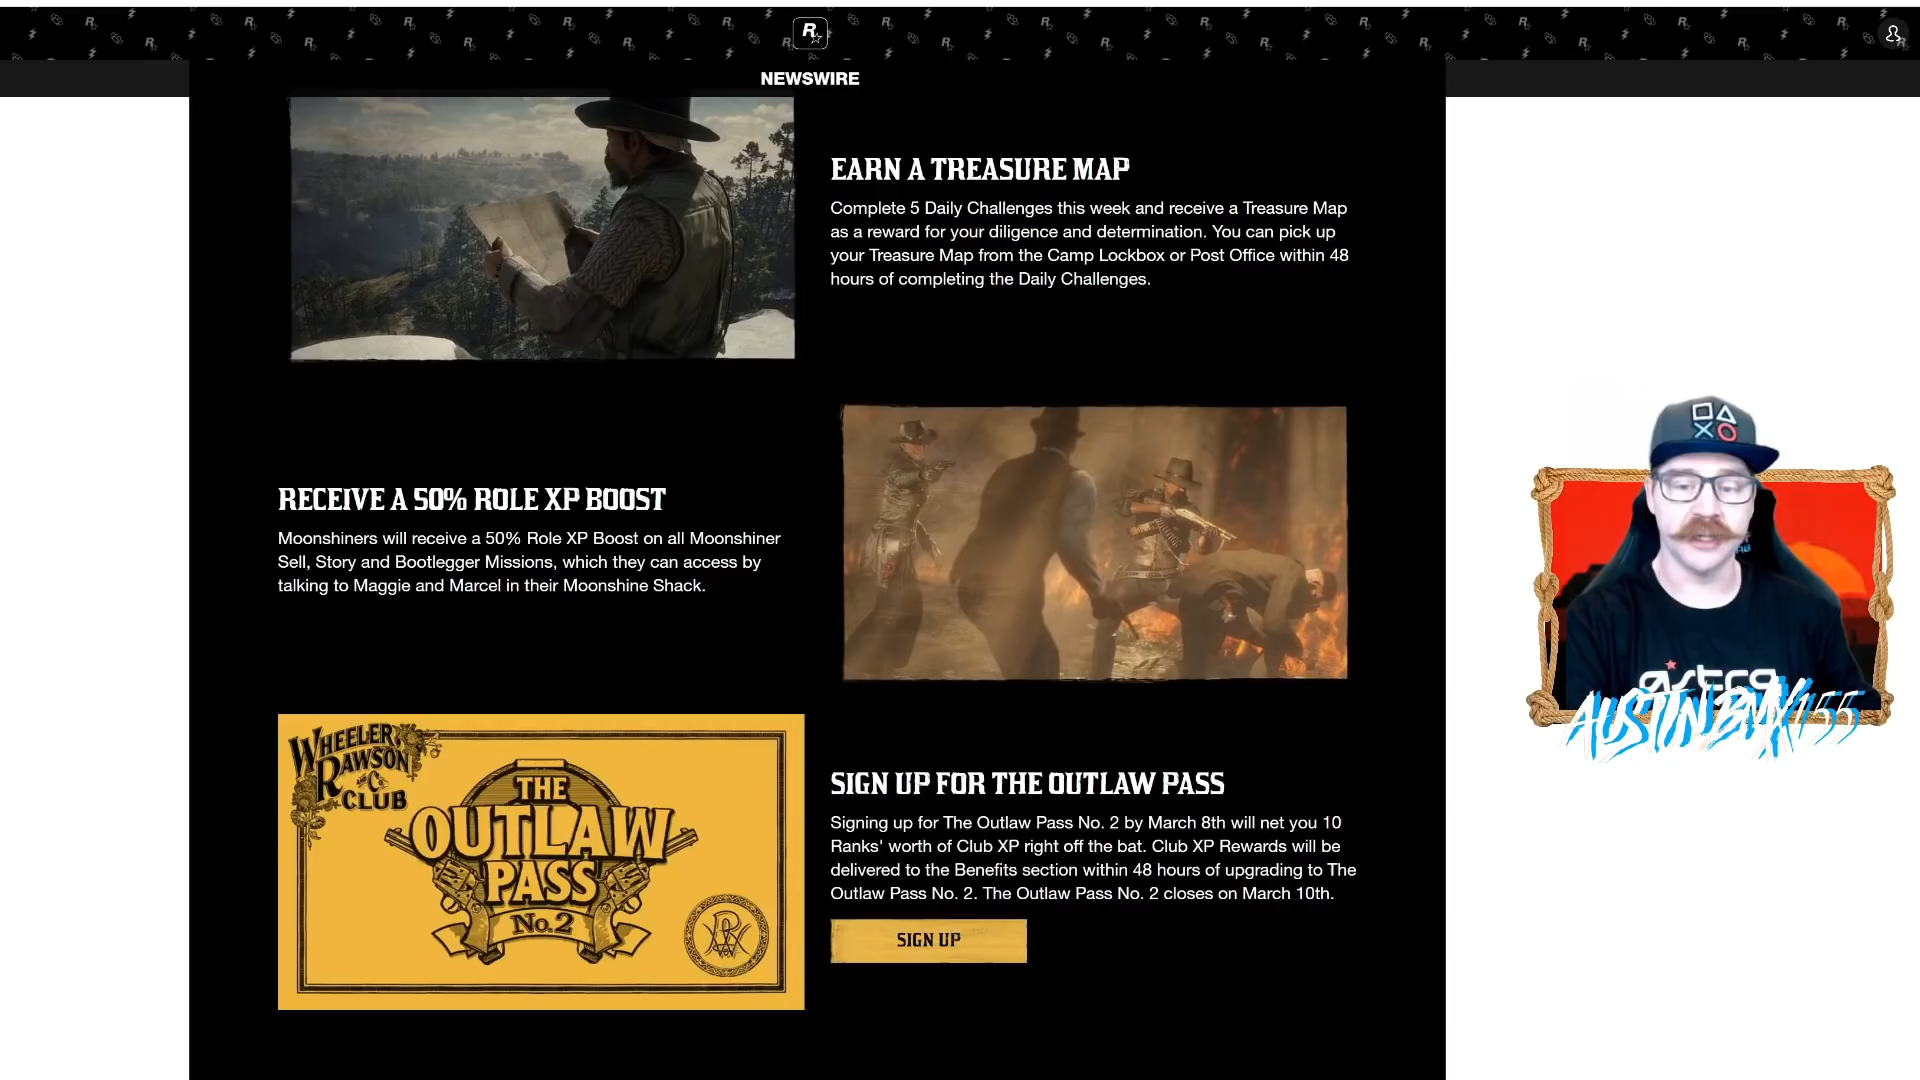 NEWSWIRE
EARN A TREASURE MAP
Complete 5 Daily Challenges this week and receive a Treasure Map
as a reward for your diligence and determination. You can pick up
your Treasure Map from the Camp Lockbox or Post Office within 48
hours of completing the Daily Challenges.
RECEIVE A 50% ROLE XP BOOST
Moonshiners will receive a 50% Role XP Boost on all Moonshiner
Sell, Story and Bootlegger Missions, which they can access by
talking to Maggie and Marcel in their Moonshine Shack.
WHEELER,
RAWSON
AND Co
CLUB
THE
OUTLAW
PASS
No.2
SIGN UP FOR THE OUTLAW PASS
Signing up for The Outlaw Pass No. 2 by March 8th will net you 10
Ranks' worth of Club XP right off the bat. Club XP Rewards will be
delivered to the Benefits section within 48 hours of upgrading to The
Outlaw Pass No. 2. The Outlaw Pass No. 2 closes on March 10th.
SIGN UP
astro
AUSTINBMX155